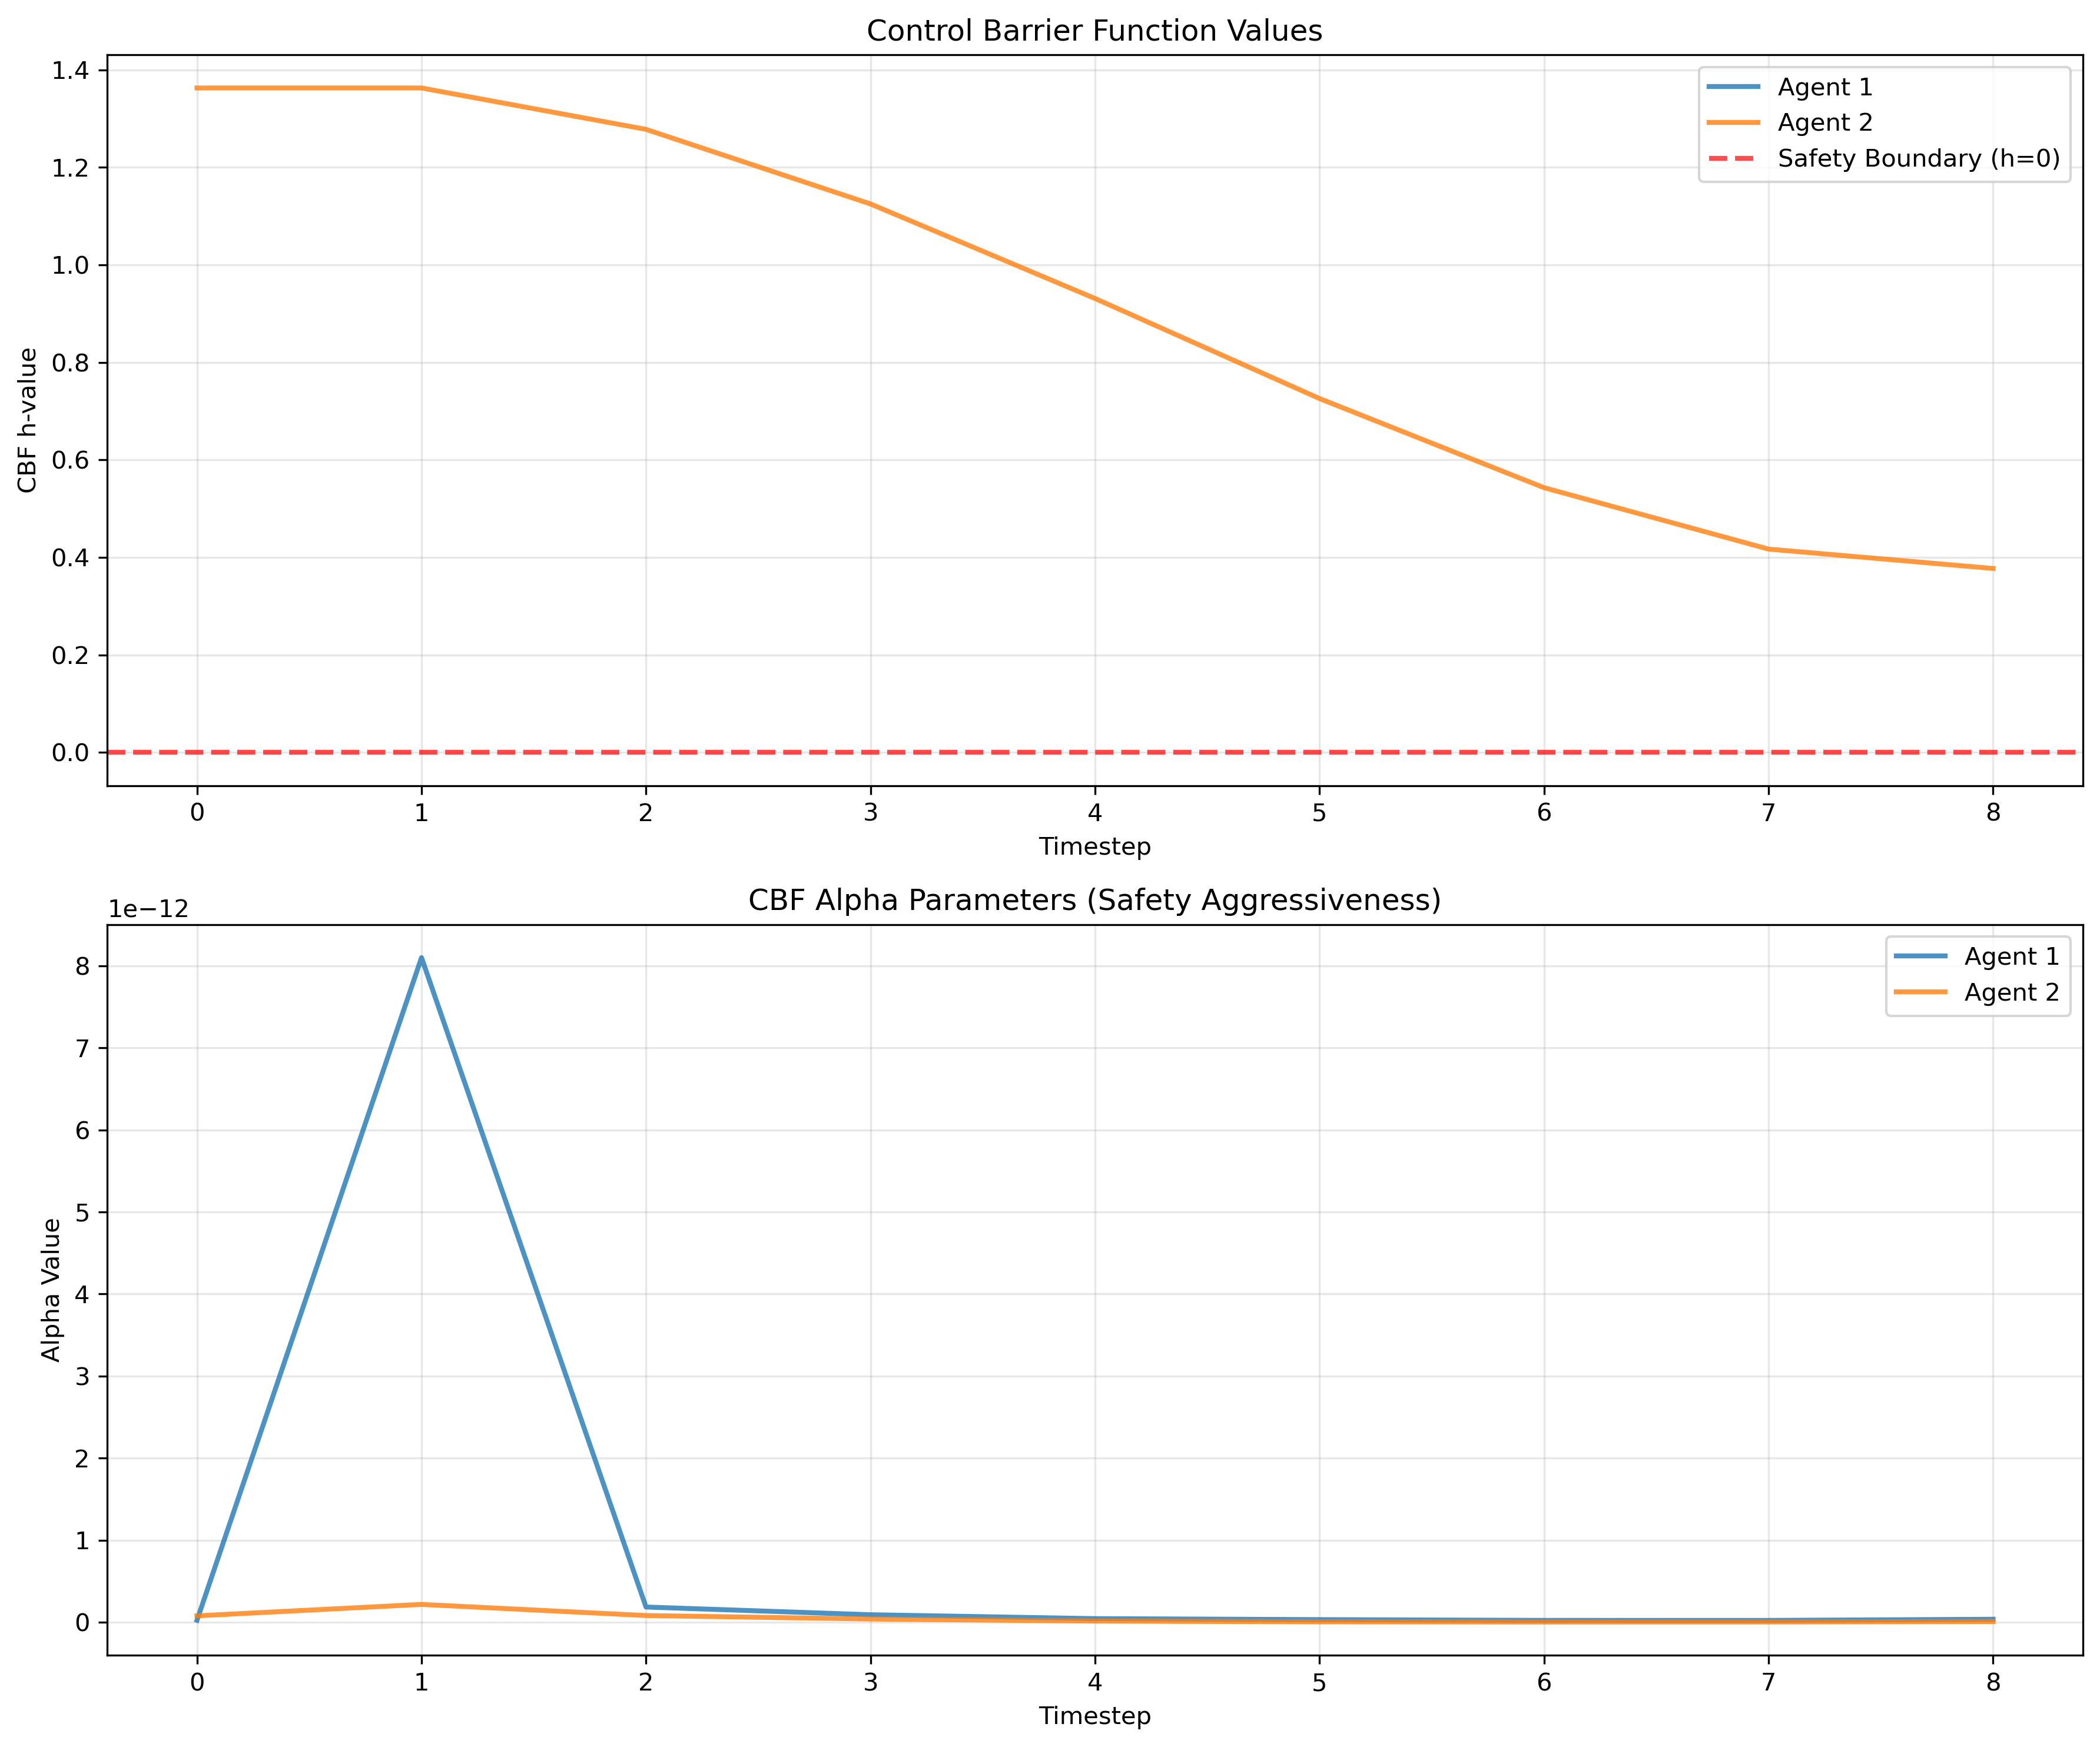 Control Barrier Function Values
CBF h-value
1.4
1.2
1.0
0.8
0.6
0.4
0.2
0.0
Agent 1
Agent 2
Safety Boundary (h=0)
0 1 2 3 4 5 6 7 8
Timestep
CBF Alpha Parameters (Safety Aggressiveness)
1e−12
Alpha Value
8
7
6
5
4
3
2
1
0
Agent 1
Agent 2
0 1 2 3 4 5 6 7 8
Timestep